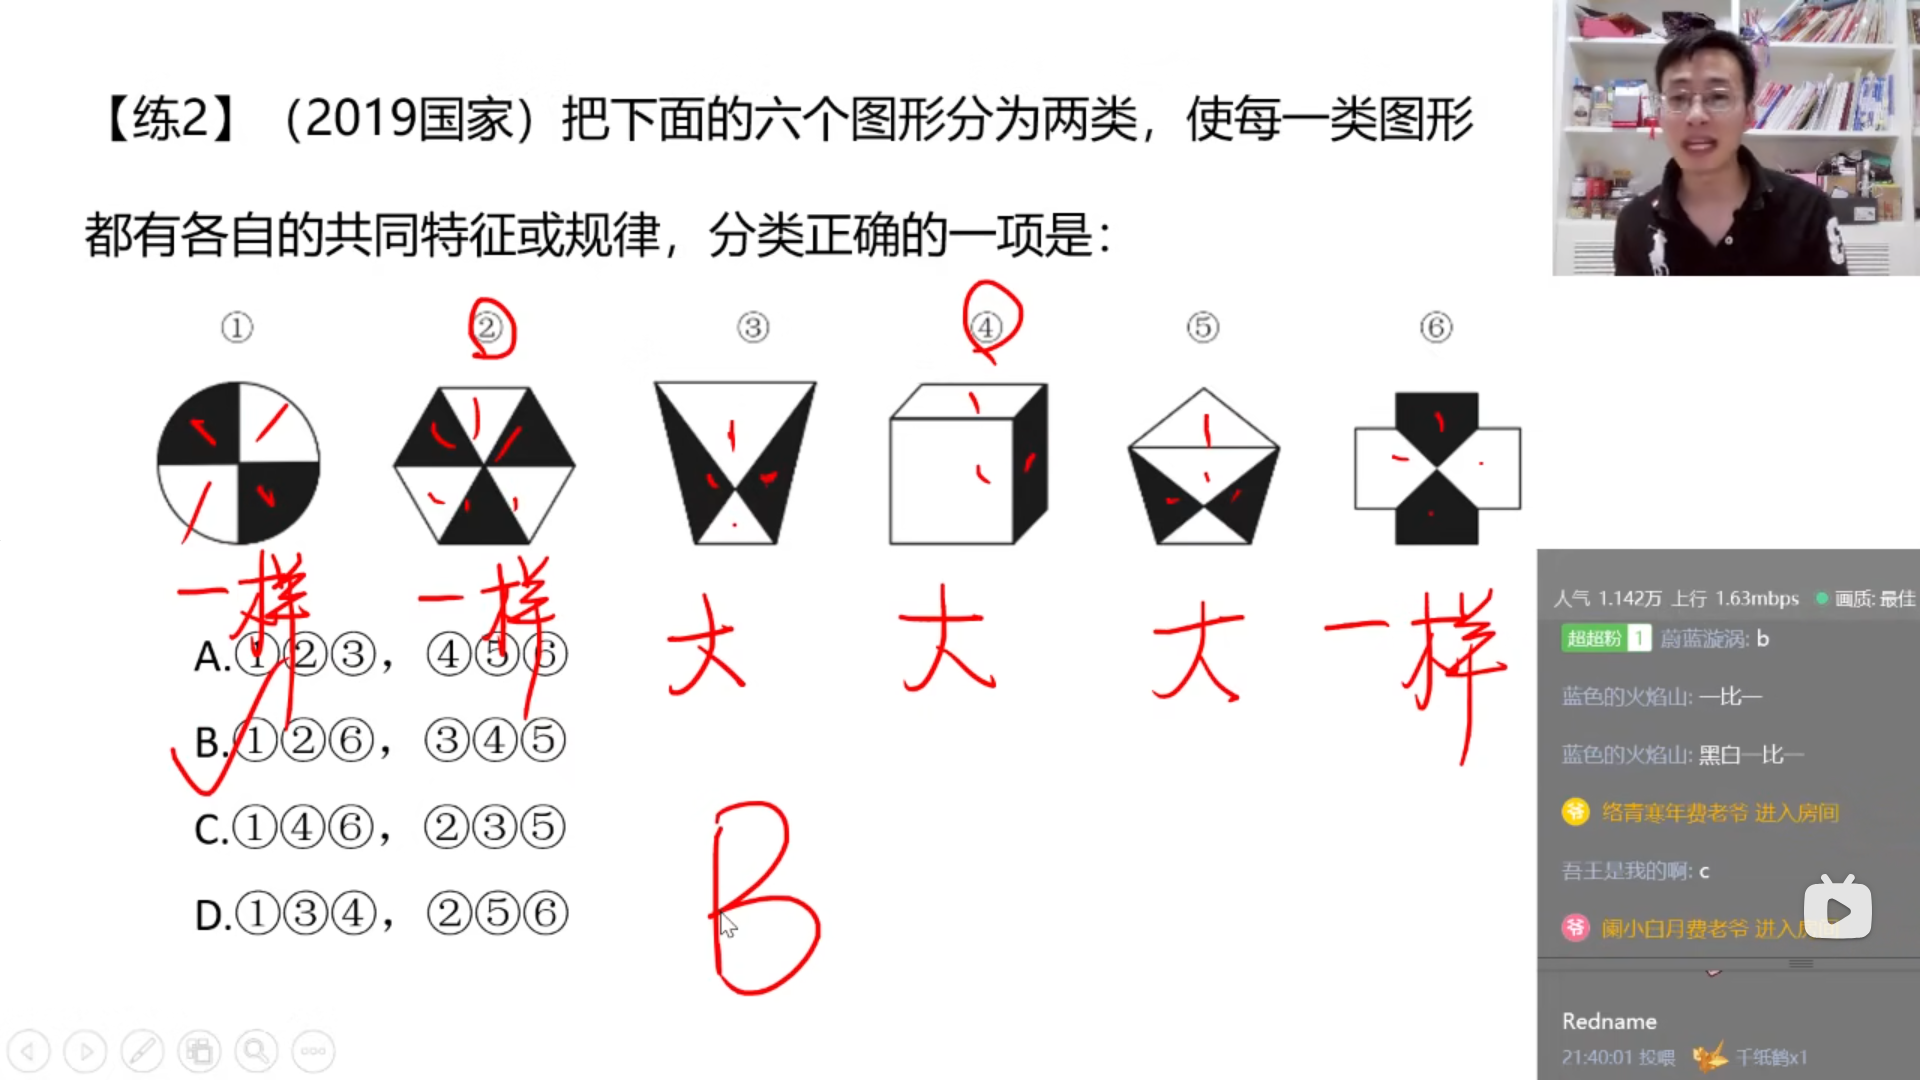 【练2】（2019国家）把下面的六个图形分为两类，使每一类图形
都有各自的共同特征或规律，分类正确的一项是：
① ② ③ ④ ⑤ ⑥
一样 一样 大 大 大 一样
A.①②③，④⑤⑥
B.①②⑥，③④⑤
C.①④⑥，②③⑤
D.①③④，②⑤⑥
B
人气 1.142万 上行 1.63mbps 画质: 最佳
超超粉 1 蔚蓝漩涡: b
蓝色的火焰山: 一比一
蓝色的火焰山: 黑白一比一
爷 络青寒年费老爷 进入房间
吾王是我的啊: c
爷 阑小白月费老爷 进入房间
Redname
21:40:01 投喂 千纸鹤x1